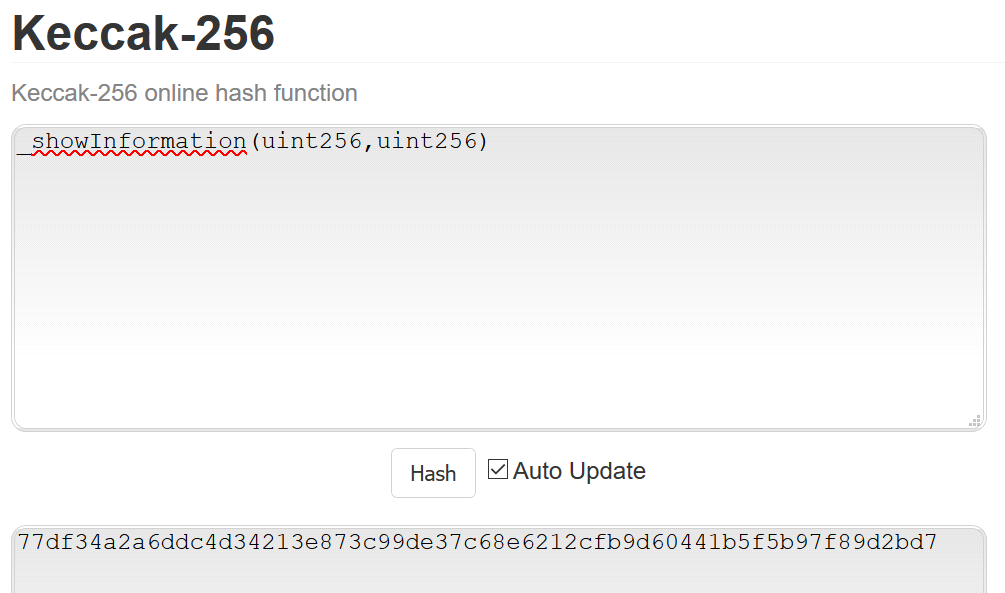 Keccak-256
Keccak-256 online hash function
_showInformation(uint256,uint256)
Hash
Auto Update
77df34a2a6ddc4d34213e873c99de37c68e6212cfb9d60441b5f5b97f89d2bd7